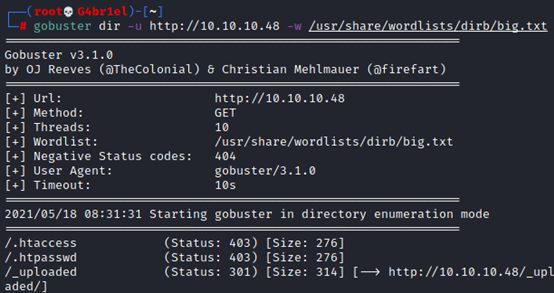 ┌──(root💀G4br1el)-[~]
└─# gobuster dir -u http://10.10.10.48 -w /usr/share/wordlists/dirb/big.txt
===============================================================
Gobuster v3.1.0
by OJ Reeves (@TheColonial) & Christian Mehlmauer (@firefart)
===============================================================
[+] Url: http://10.10.10.48
[+] Method: GET
[+] Threads: 10
[+] Wordlist: /usr/share/wordlists/dirb/big.txt
[+] Negative Status codes: 404
[+] User Agent: gobuster/3.1.0
[+] Timeout: 10s
===============================================================
2021/05/18 08:31:31 Starting gobuster in directory enumeration mode
===============================================================
/.htaccess (Status: 403) [Size: 276]
/.htpasswd (Status: 403) [Size: 276]
/_uploaded (Status: 301) [Size: 314] [--> http://10.10.10.48/_upl
aded/]